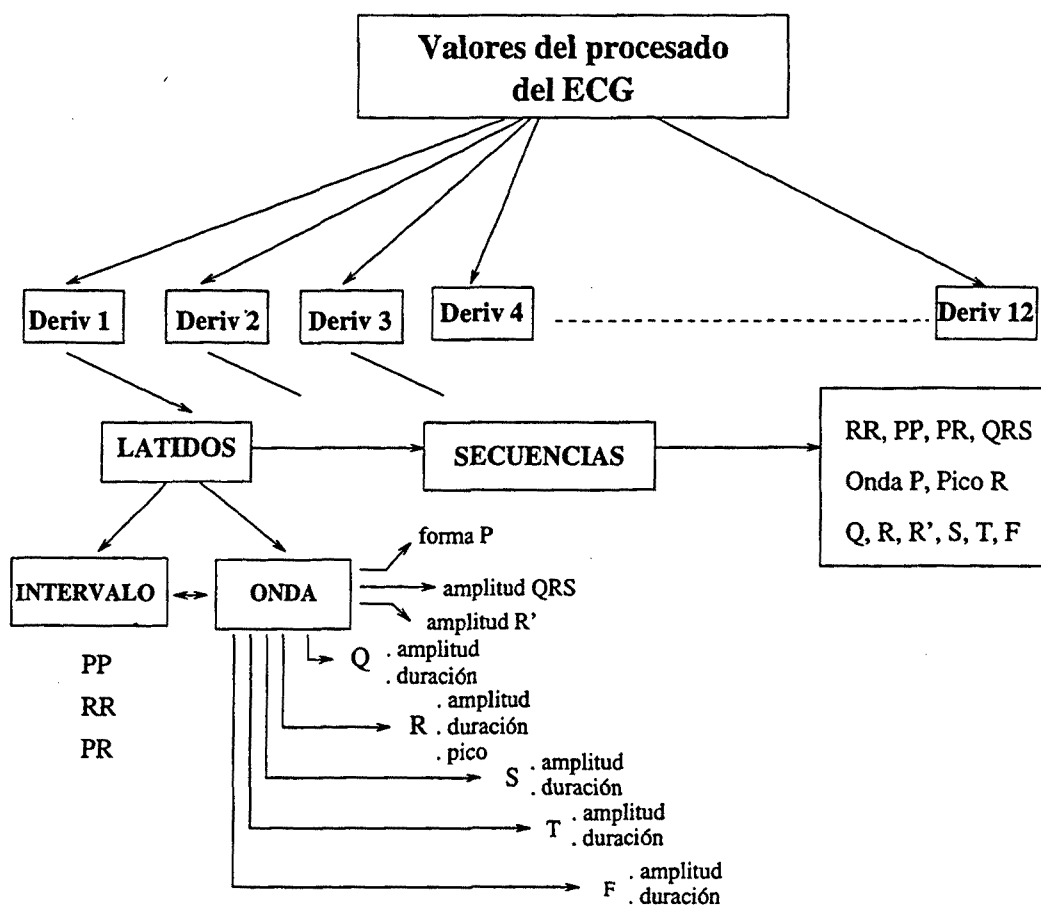 Valores del procesado
del ECG
Deriv 1
Deriv 2
Deriv 3
Deriv 4
Deriv 12
LATIDOS
SECUENCIAS
RR, PP, PR, QRS
Onda P, Pico R
Q, R, R', S, T, F
INTERVALO
ONDA
forma P
amplitud QRS
amplitud R'
PP
RR
PR
Q
. amplitud
. duración
R
. amplitud
. duración
. pico
S
. amplitud
. duración
T
. amplitud
. duración
F
. amplitud
. duración